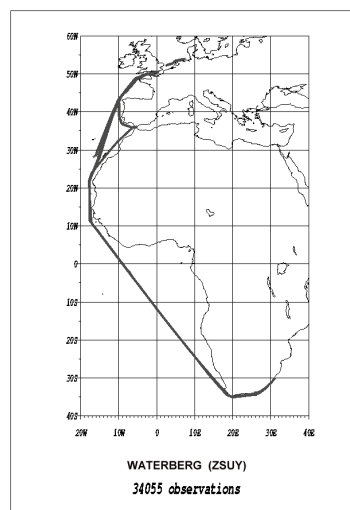 60N
50N
40N
30N
20N
10N
0
10S
20S
30S
40S
20W 10W 0 10E 20E 30E 40E
WATERBERG (ZSUY)
34055 observations